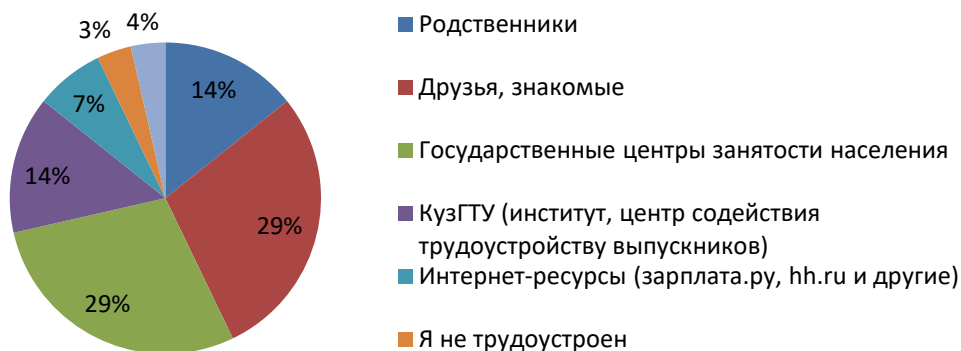 3%
4%
14%
7%
14%
29%
29%
Родственники
Друзья, знакомые
Государственные центры занятости населения
КузГТУ (институт, центр содействия
трудоустройству выпускников)
Интернет-ресурсы (зарплата.ру, hh.ru и другие)
Я не трудоустроен